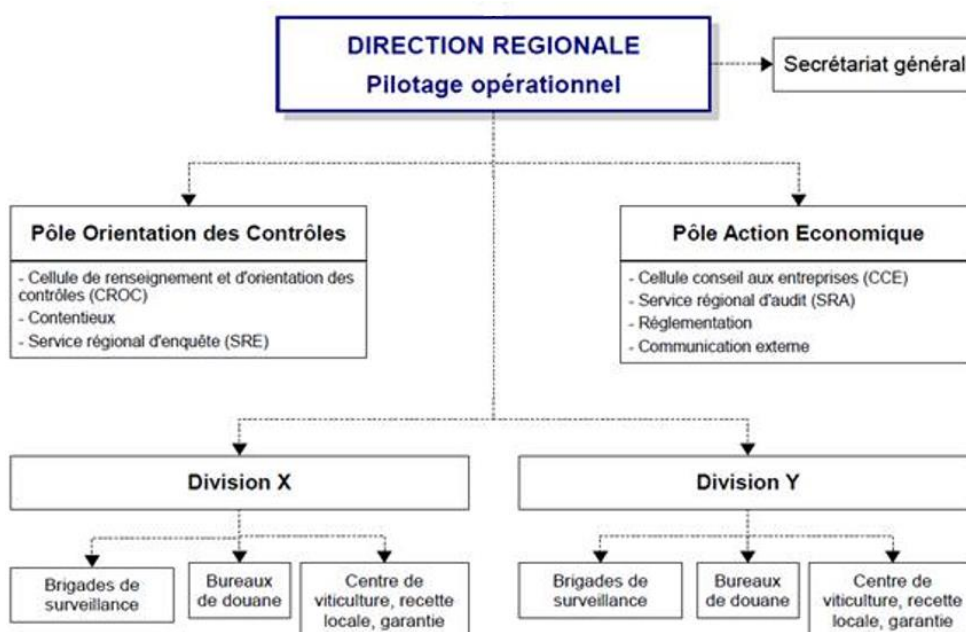 DIRECTION REGIONALE
Pilotage opérationnel
Secrétariat général
Pôle Orientation des Contrôles
- Cellule de renseignement et d'orientation des
contrôles (CROC)
- Contentieux
- Service régional d'enquête (SRE)
Pôle Action Economique
- Cellule conseil aux entreprises (CCE)
- Service régional d'audit (SRA)
- Réglementation
- Communication externe
Division X
Division Y
Brigades de
surveillance
Bureaux
de douane
Centre de
viticulture, recette
locale, garantie
Brigades de
surveillance
Bureaux
de douane
Centre de
viticulture, recette
locale, garantie